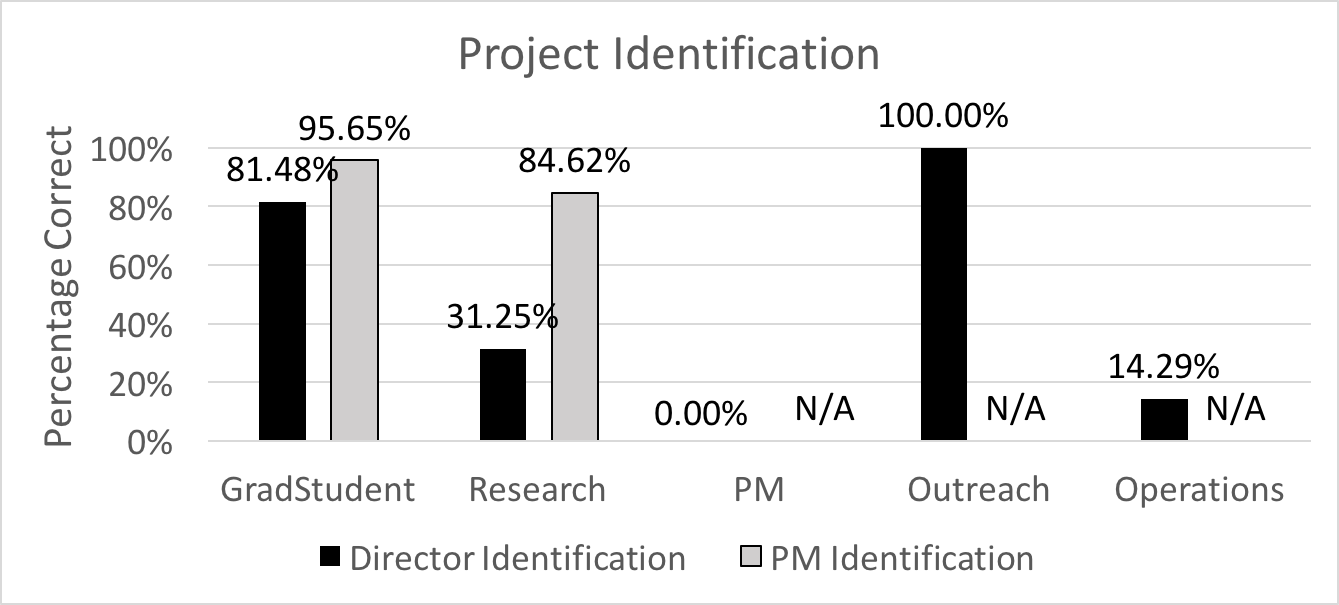 Project Identification
Percentage Correct
100%
80%
60%
40%
20%
0%
81.48%
95.65%
31.25%
84.62%
0.00%
N/A
100.00%
N/A
14.29%
N/A
GradStudent
Research
PM
Outreach
Operations
Director Identification
PM Identification